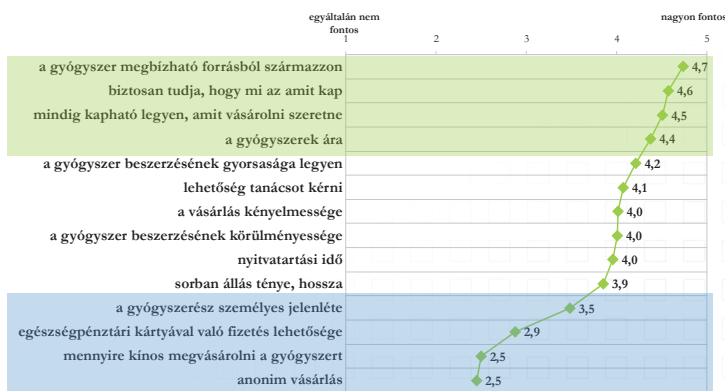 egyáltalán nem
fontos
nagyon fontos
1 2 3 4 5
a gyógyszer megbízható forrásból származzon 4,7
biztosan tudja, hogy mi az amit kap 4,6
mindig kapható legyen, amit vásárolni szeretne 4,5
a gyógyszerek ára 4,4
a gyógyszer beszerzésének gyorsasága legyen 4,2
lehetőség tanácsot kérni 4,1
a vásárlás kényelmessége 4,0
a gyógyszer beszerzésének körülményessége 4,0
nyitvatartási idő 4,0
sorban állás ténye, hossza 3,9
a gyógyszerész személyes jelenléte 3,5
egészségpénztári kártyával való fizetés lehetősége 2,9
mennyire kínos megvásárolni a gyógyszert 2,5
anonim vásárlás 2,5